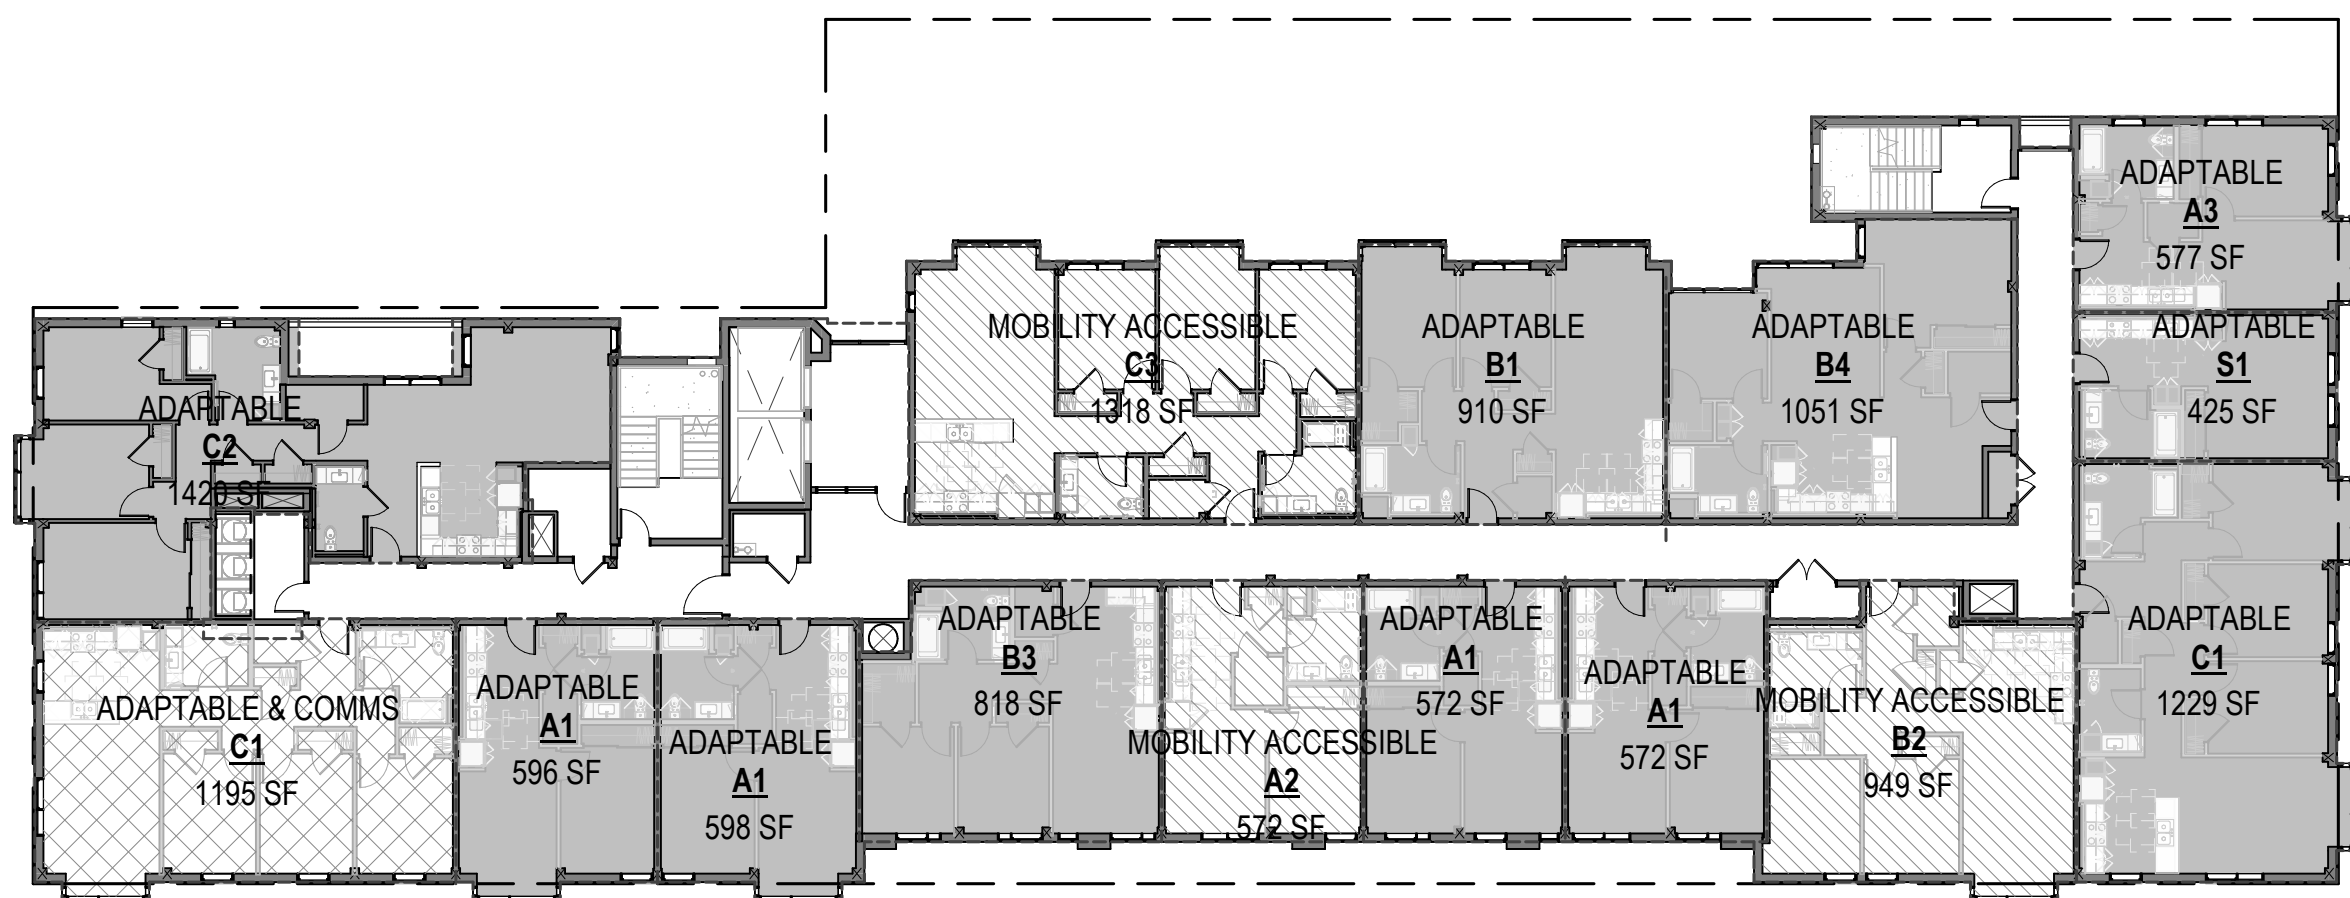 ADAPTABLE
A3
577 SF
ADAPTABLE
S1
425 SF
MOBILITY ACCESSIBLE
C3
1318 SF
ADAPTABLE
B1
910 SF
ADAPTABLE
B4
1051 SF
ADAPTABLE
C2
1420 SF
ADAPTABLE & COMMS
C1
1195 SF
ADAPTABLE
A1
596 SF
ADAPTABLE
A1
598 SF
ADAPTABLE
B3
818 SF
MOBILITY ACCESSIBLE
A2
572 SF
ADAPTABLE
A1
572 SF
ADAPTABLE
A1
572 SF
MOBILITY ACCESSIBLE
B2
949 SF
ADAPTABLE
C1
1229 SF